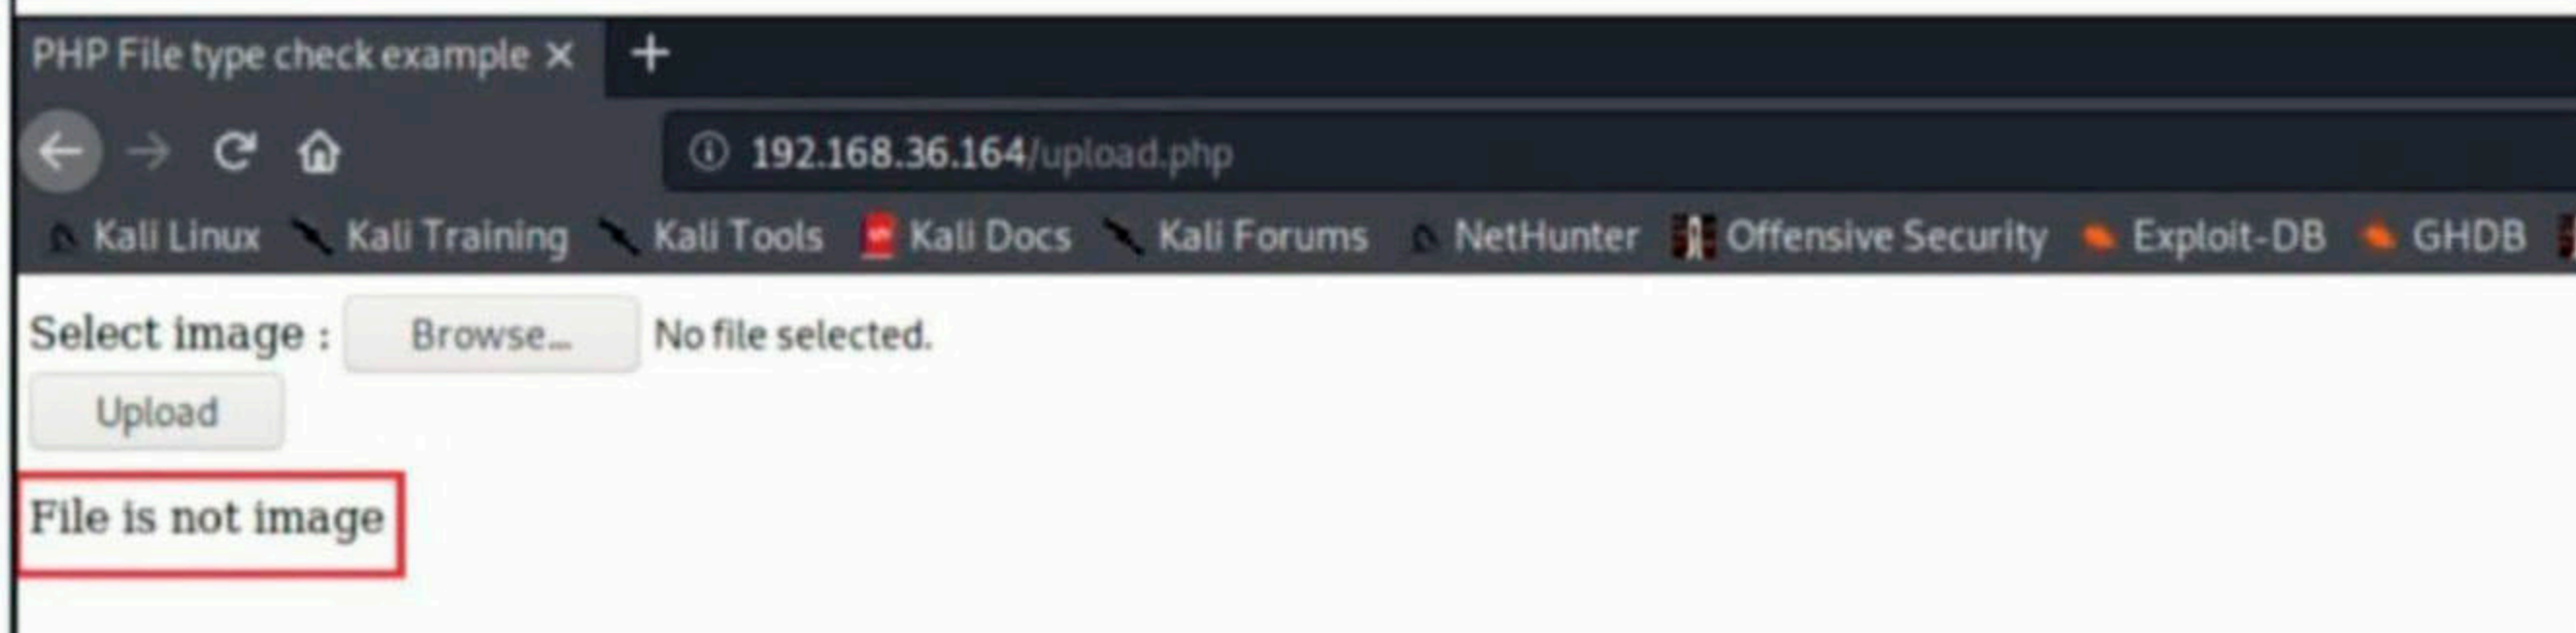 PHP File type check example
192.168.36.164/upload.php
Kali Linux Kali Training Kali Tools Kali Docs Kali Forums NetHunter Offensive Security Exploit-DB GHDB
Select image : Browse... No file selected.
Upload
File is not image